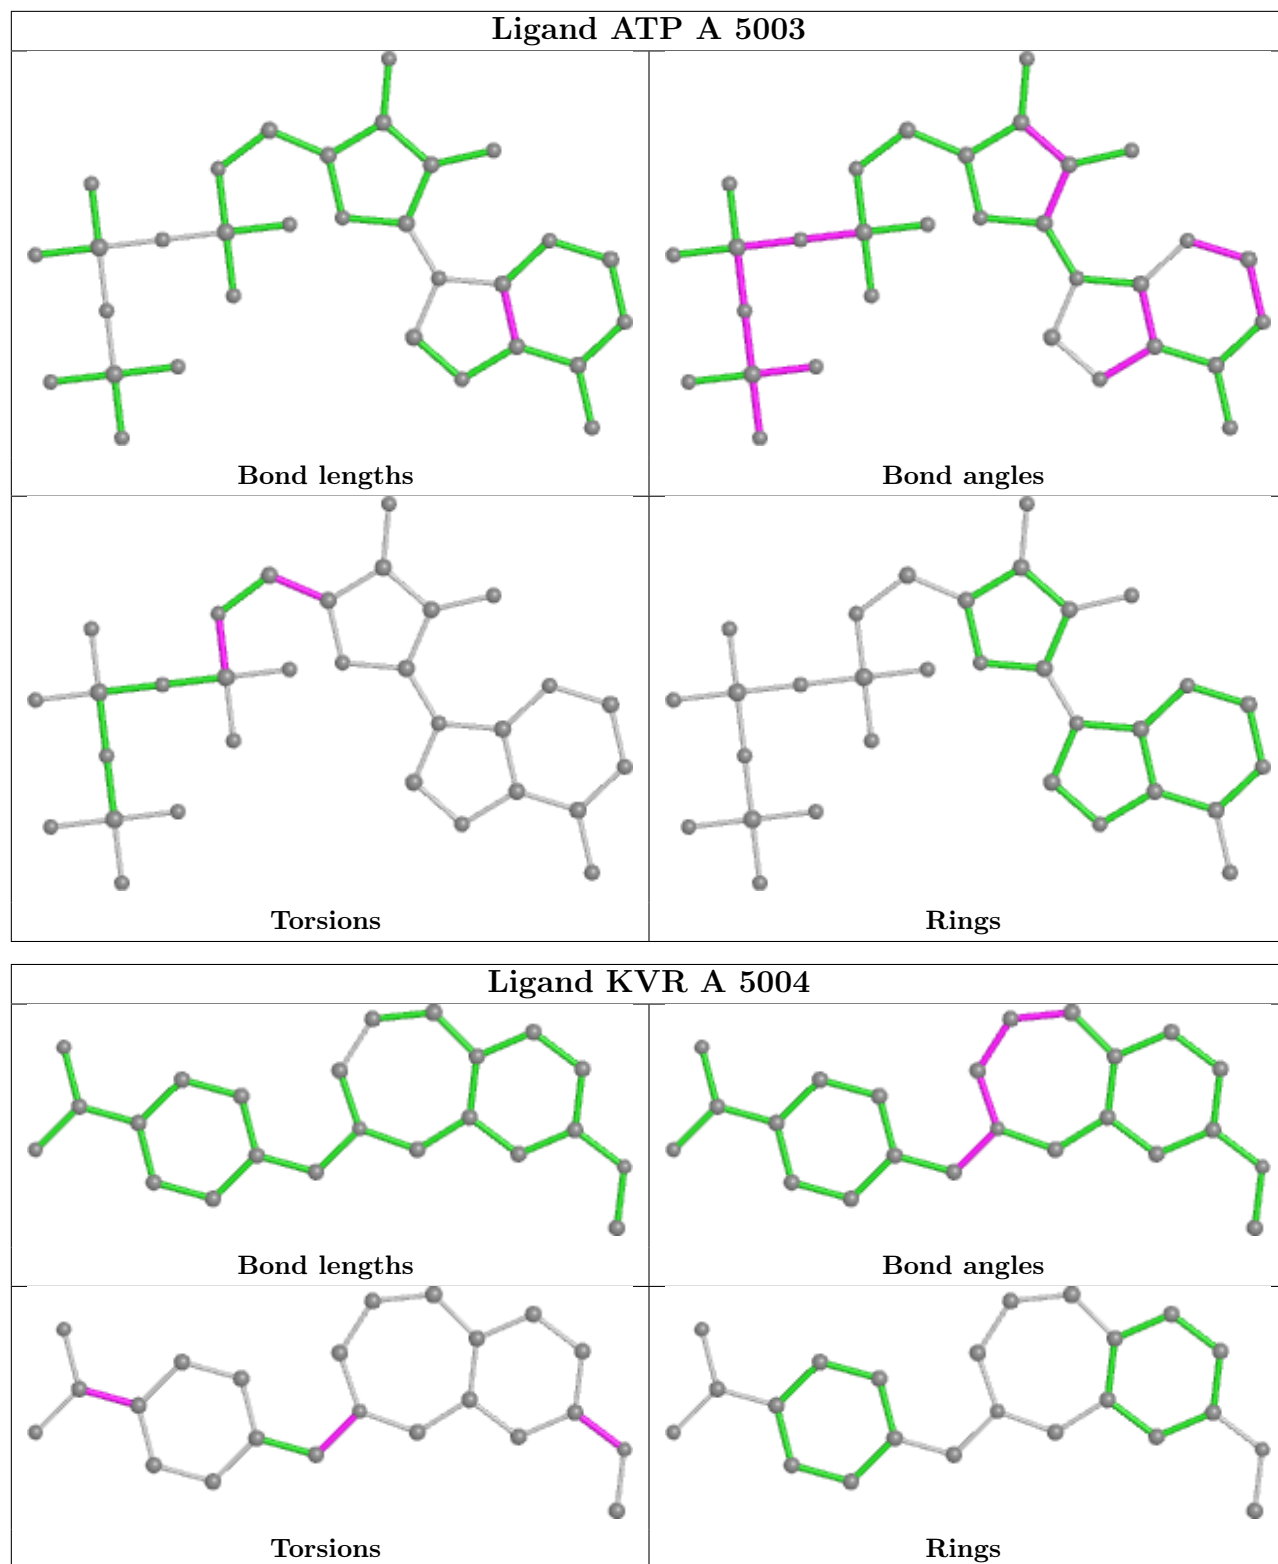 Ligand ATP A 5003
Bond lengths
Bond angles
Torsions
Rings
Ligand KVR A 5004
Bond lengths
Bond angles
Torsions
Rings